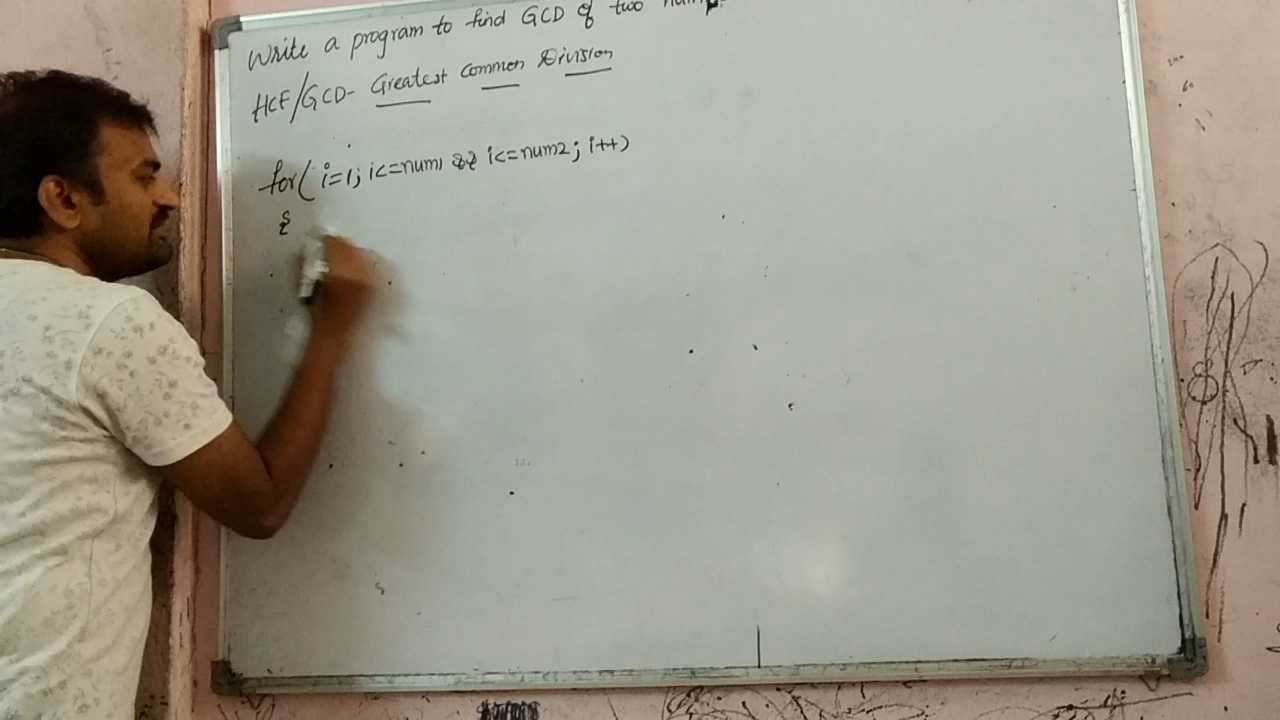 Write a program to find GCD of two
HCF/GCD- Greatest Common Division
for( i=1; i<=num1 && i<=num2; i++)
{